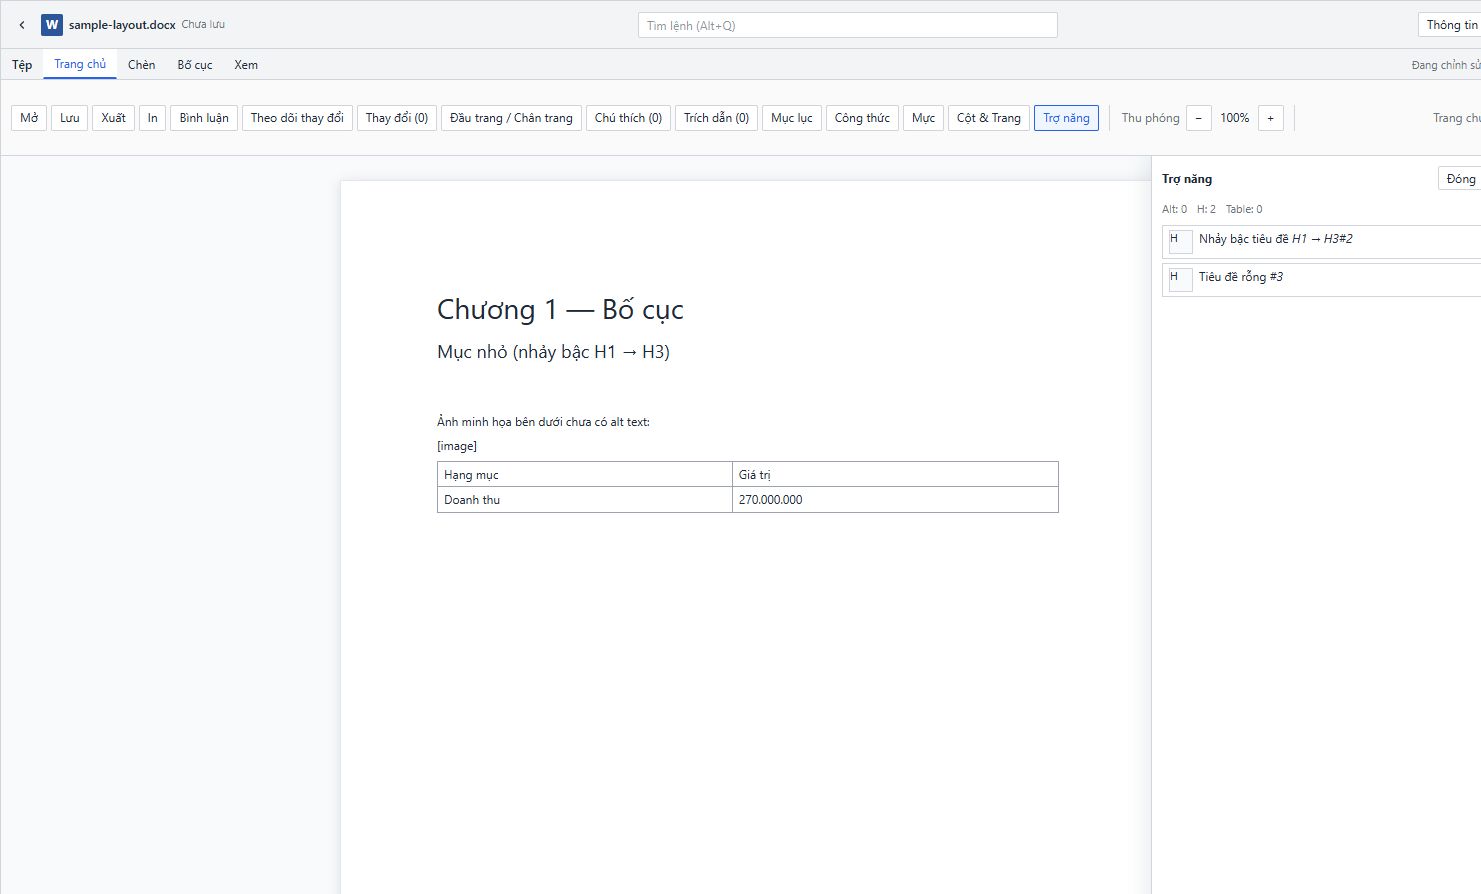 W sample-layout.docx Chưa lưu
Tìm lệnh (Alt+Q)
Thông tin
Tệp Trang chủ Chèn Bố cục Xem
Đang chỉnh sử
Mở Lưu Xuất In Bình luận Theo dõi thay đổi Thay đổi (0) Đầu trang / Chân trang Chú thích (0) Trích dẫn (0) Mục lục Công thức Mực Cột & Trang Trợ năng Thu phóng − 100% +
Trang chủ
Trợ năng
Đóng
Alt: 0 H: 2 Table: 0
H Nhảy bậc tiêu đề H1 → H3#2
H Tiêu đề rỗng #3
Chương 1 — Bố cục
Mục nhỏ (nhảy bậc H1 → H3)
Ảnh minh họa bên dưới chưa có alt text:
[image]
Hạng mục Giá trị
Doanh thu 270.000.000